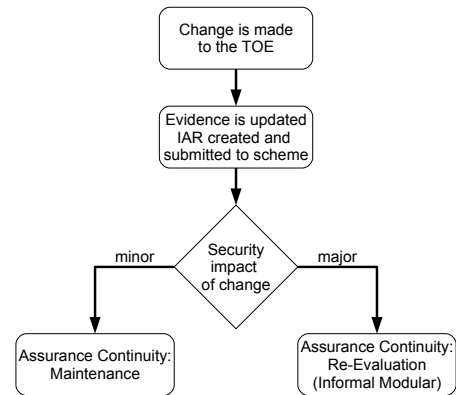 Change is made
to the TOE
Evidence is updated
IAR created and
submitted to scheme
minor
Security
impact
of change
major
Assurance Continuity:
Maintenance
Assurance Continuity:
Re-Evaluation
(Informal Modular)